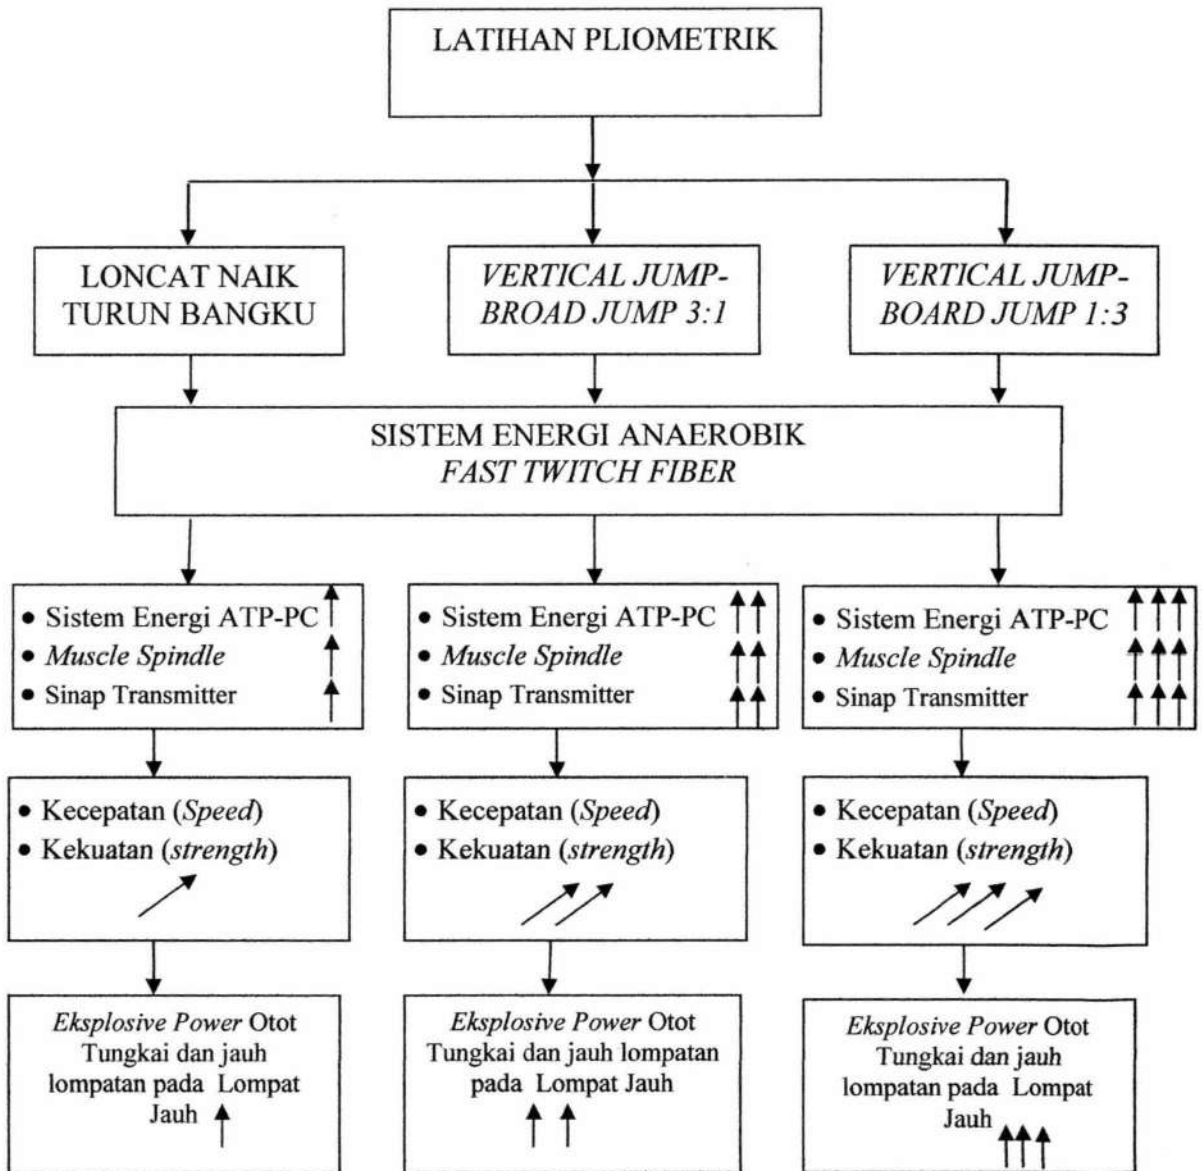 LATIHAN PLIOMETRIK
LONCAT NAIK
TURUN BANGKU
VERTICAL JUMP-
BROAD JUMP 3:1
VERTICAL JUMP-
BOARD JUMP 1:3
SISTEM ENERGI ANAEROBIK
FAST TWITCH FIBER
• Sistem Energi ATP-PC
• Muscle Spindle
• Sinap Transmitter
• Sistem Energi ATP-PC
• Muscle Spindle
• Sinap Transmitter
• Sistem Energi ATP-PC
• Muscle Spindle
• Sinap Transmitter
• Kecepatan (Speed)
• Kekuatan (strength)
• Kecepatan (Speed)
• Kekuatan (strength)
• Kecepatan (Speed)
• Kekuatan (strength)
Eksplosive Power Otot
Tungkai dan jauh
lompatan pada Lompat
Jauh
Eksplosive Power Otot
Tungkai dan jauh lompatan
pada Lompat Jauh
Eksplosive Power Otot
Tungkai dan jauh
lompatan pada Lompat
Jauh